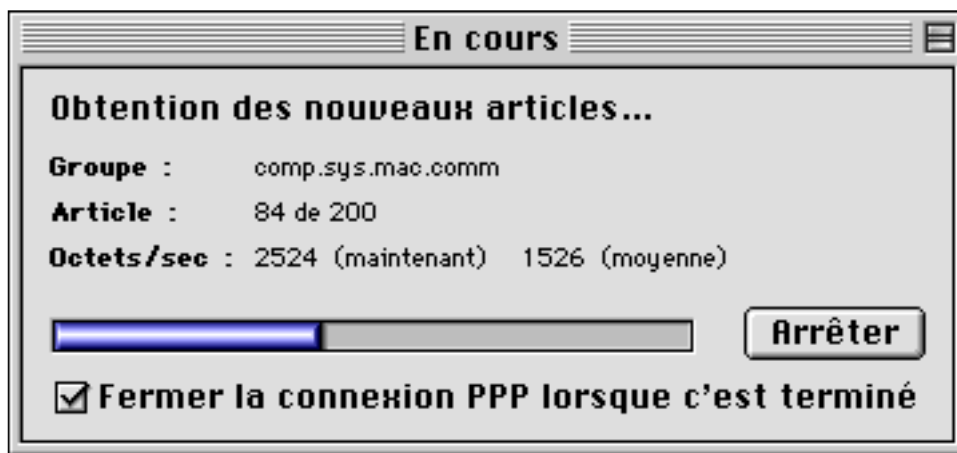 En cours
Obtention des nouveaux articles...
Groupe : comp.sys.mac.comm
Article : 84 de 200
Octets/sec : 2524 (maintenant) 1526 (moyenne)
Arrêter
Fermer la connexion PPP lorsque c'est terminé